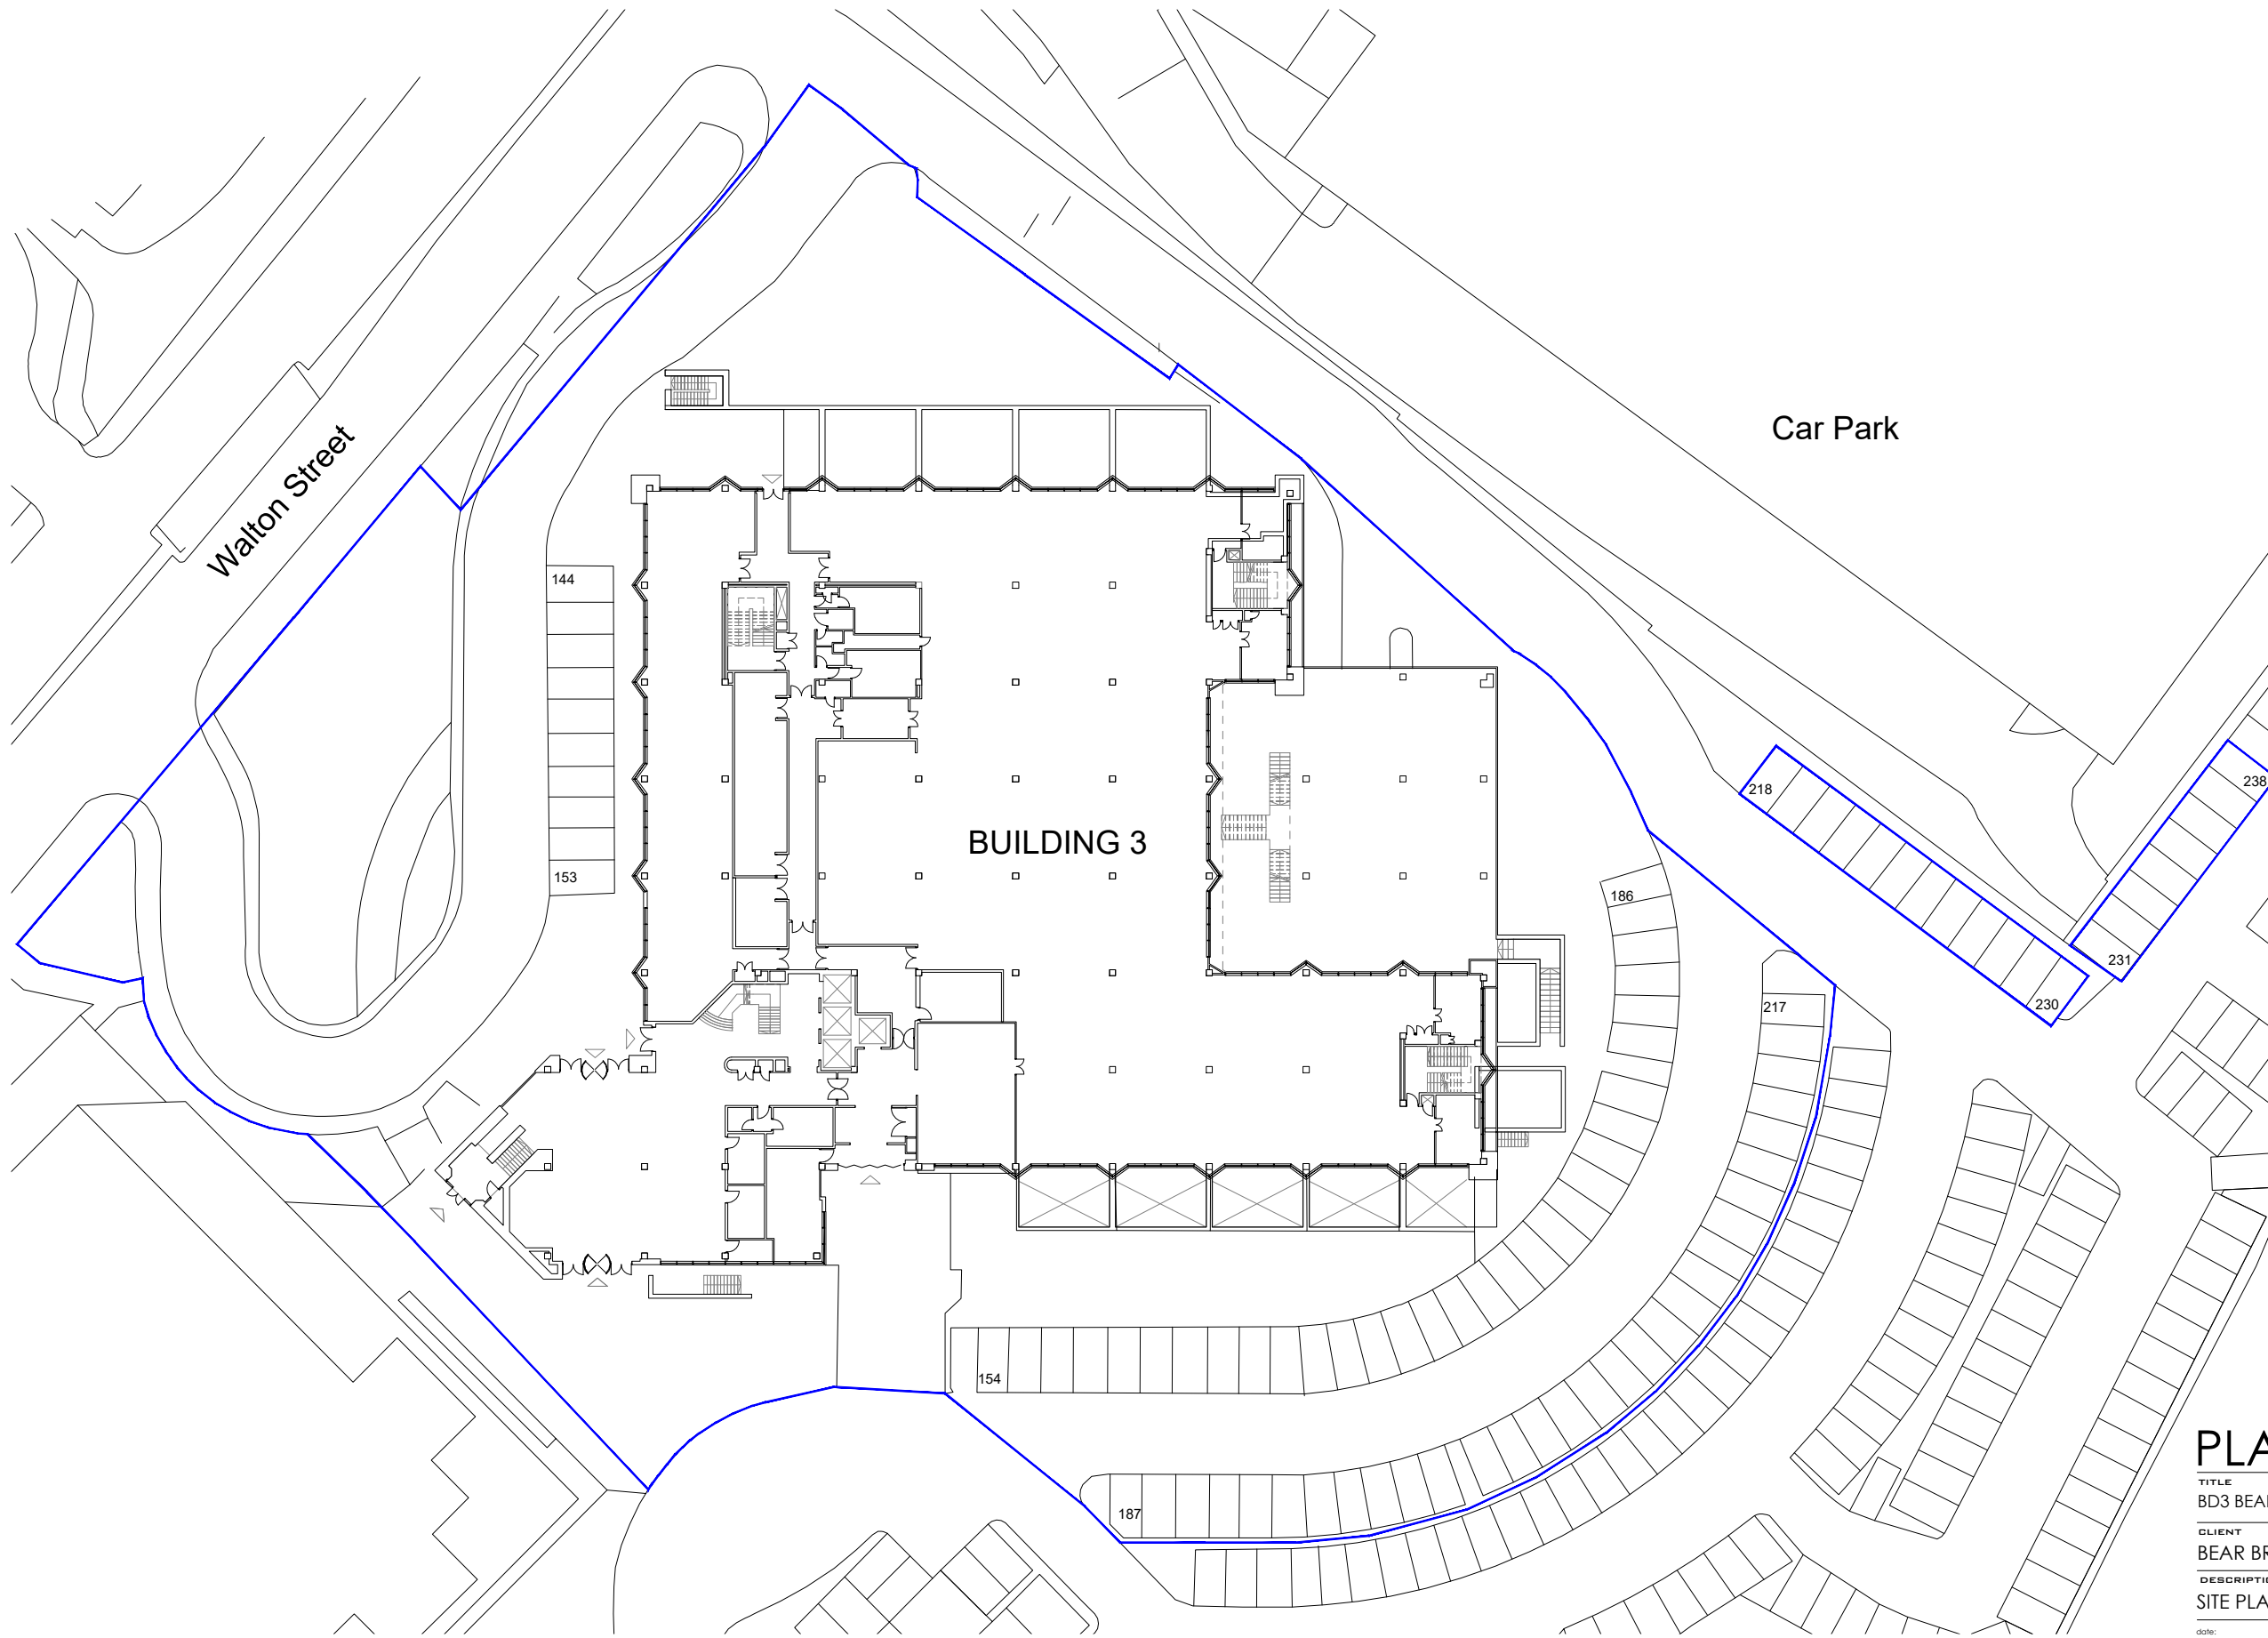 Walton Street
Car Park
144
218
238
BUILDING 3
153
186
231
217
230
154
187
PLA
TITLE
BD3 BEA
CLIENT
BEAR BR
DESCRIPTI
SITE PLA
date: